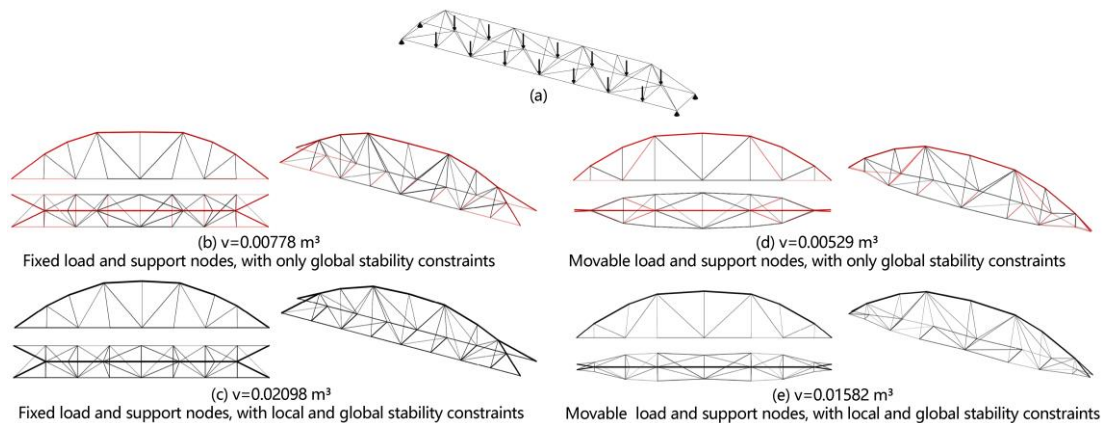 (a)
(b) v=0.00778 m³
Fixed load and support nodes, with only global stability constraints
(d) v=0.00529 m³
Movable load and support nodes, with only global stability constraints
(c) v=0.02098 m³
Fixed load and support nodes, with local and global stability constraints
(e) v=0.01582 m³
Movable load and support nodes, with local and global stability constraints